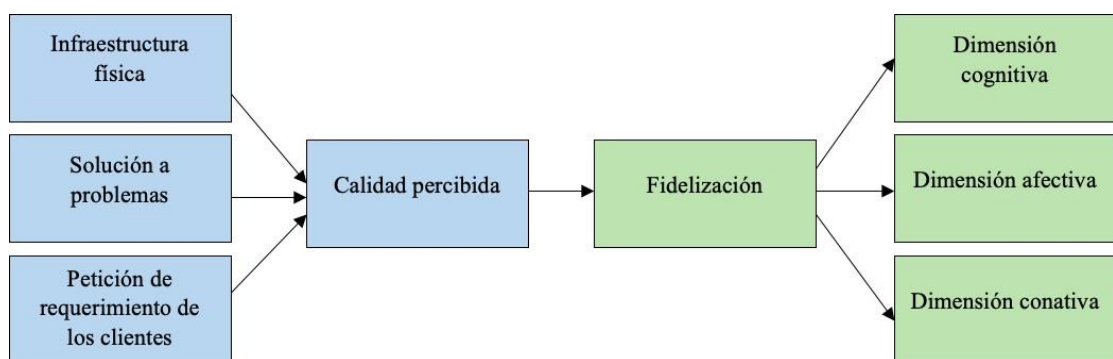 Infraestructura
física
Solución a
problemas
Petición de
requerimiento de
los clientes
Calidad percibida
Fidelización
Dimensión
cognitiva
Dimensión afectiva
Dimensión conativa